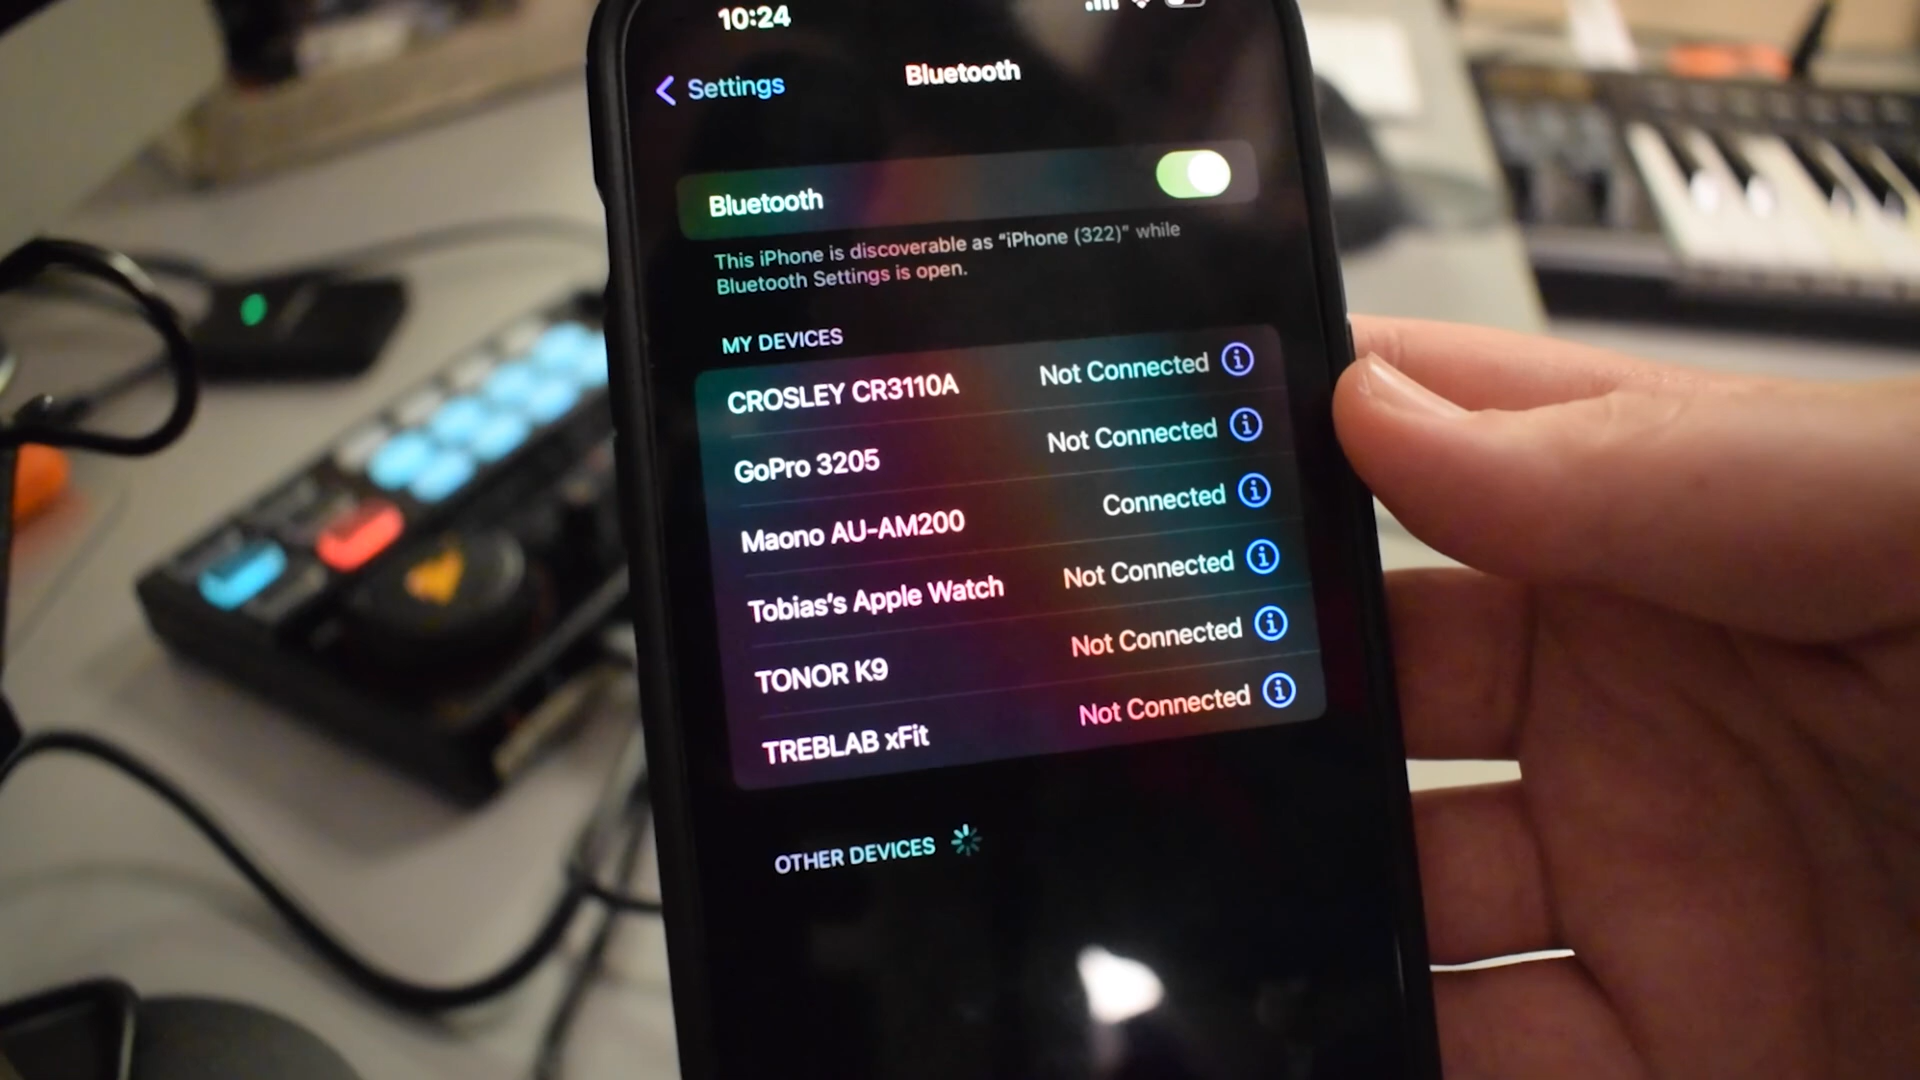 10:24
Settings
Bluetooth
Bluetooth
This iPhone is discoverable as “iPhone (322)” while
Bluetooth Settings is open.
MY DEVICES
CROSLEY CR3110A Not Connected
GoPro 3205 Not Connected
Maono AU-AM200 Connected
Tobias’s Apple Watch Not Connected
TONOR K9 Not Connected
TREBLAB xFit Not Connected
OTHER DEVICES